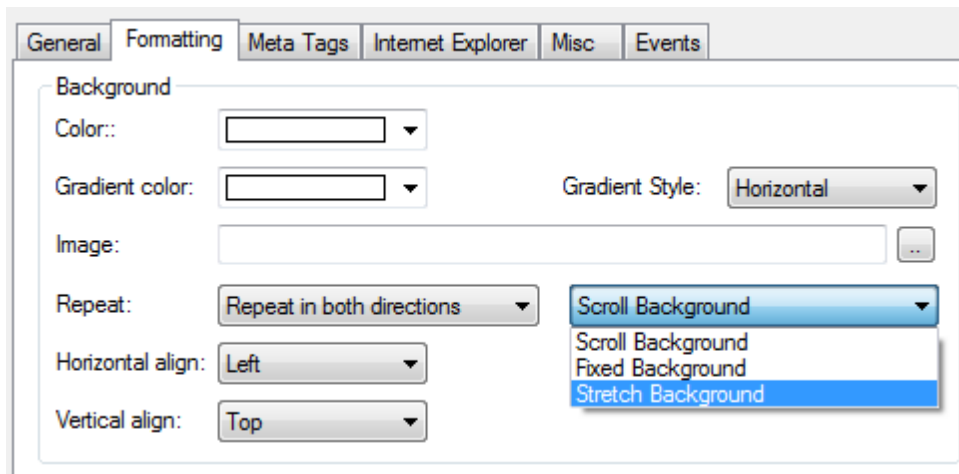 General Formatting Meta Tags Internet Explorer Misc Events
Background
Color::
Gradient color: Gradient Style: Horizontal
Image: ..
Repeat: Repeat in both directions Scroll Background
Scroll Background
Horizontal align: Left Fixed Background
Stretch Background
Vertical align: Top